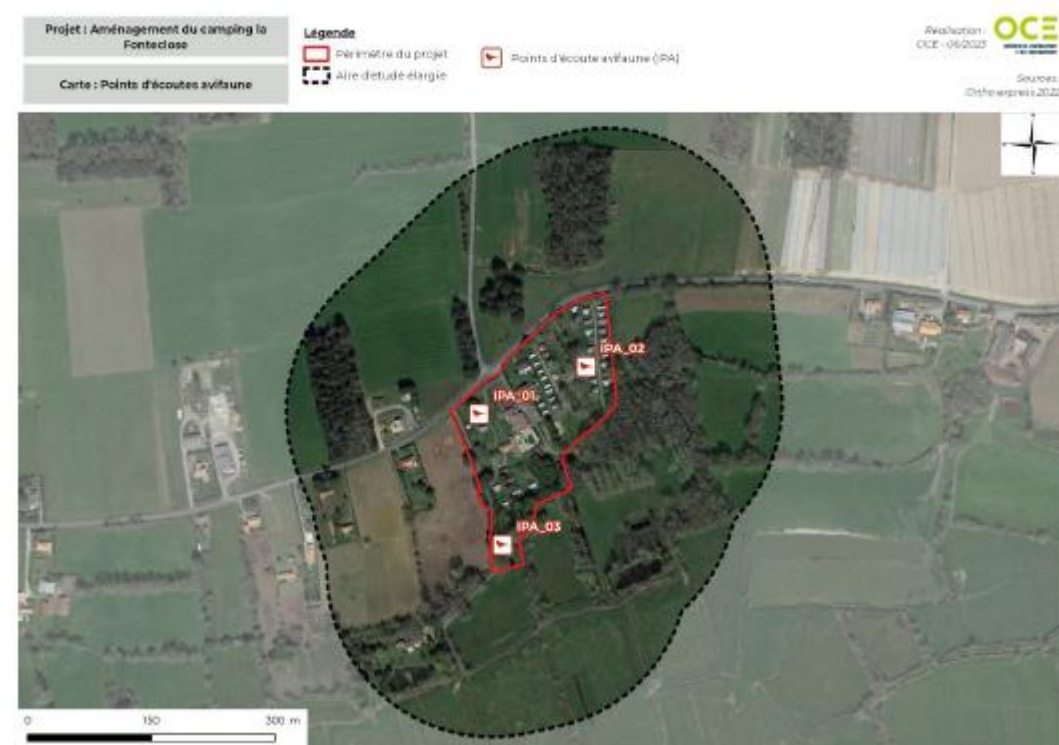 Projet : Aménagement du camping la
Fonteclose
Carte : Points d'écoutes avifaune
Légende
Périmètre du projet
Aire d'étude élargie
Points d'écoute avifaune (IPA)
Réalisation :
OCE - 06/2023
OCE
Sources :
Ortho express 2022
IPA_02
IPA_01
IPA_03
0 150 300 m